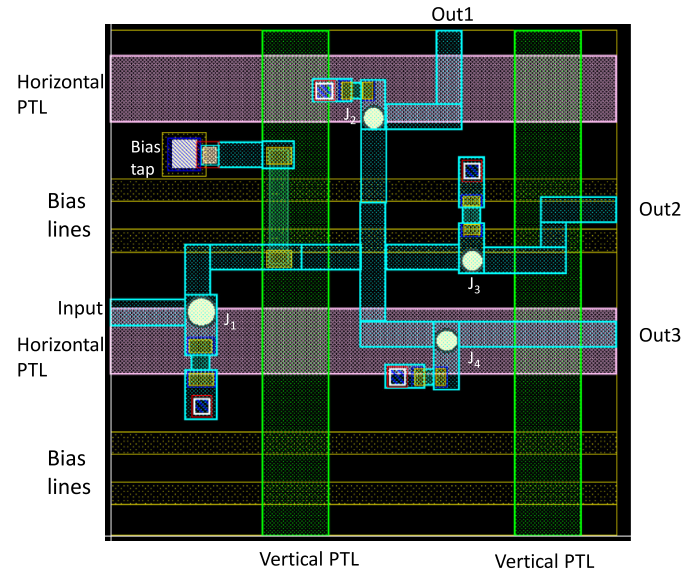 Out1
Horizontal
PTL
J2
Bias
tap
Bias
lines
Out2
J3
Input
J1
Horizontal
PTL
Out3
J4
Bias
lines
Vertical PTL
Vertical PTL